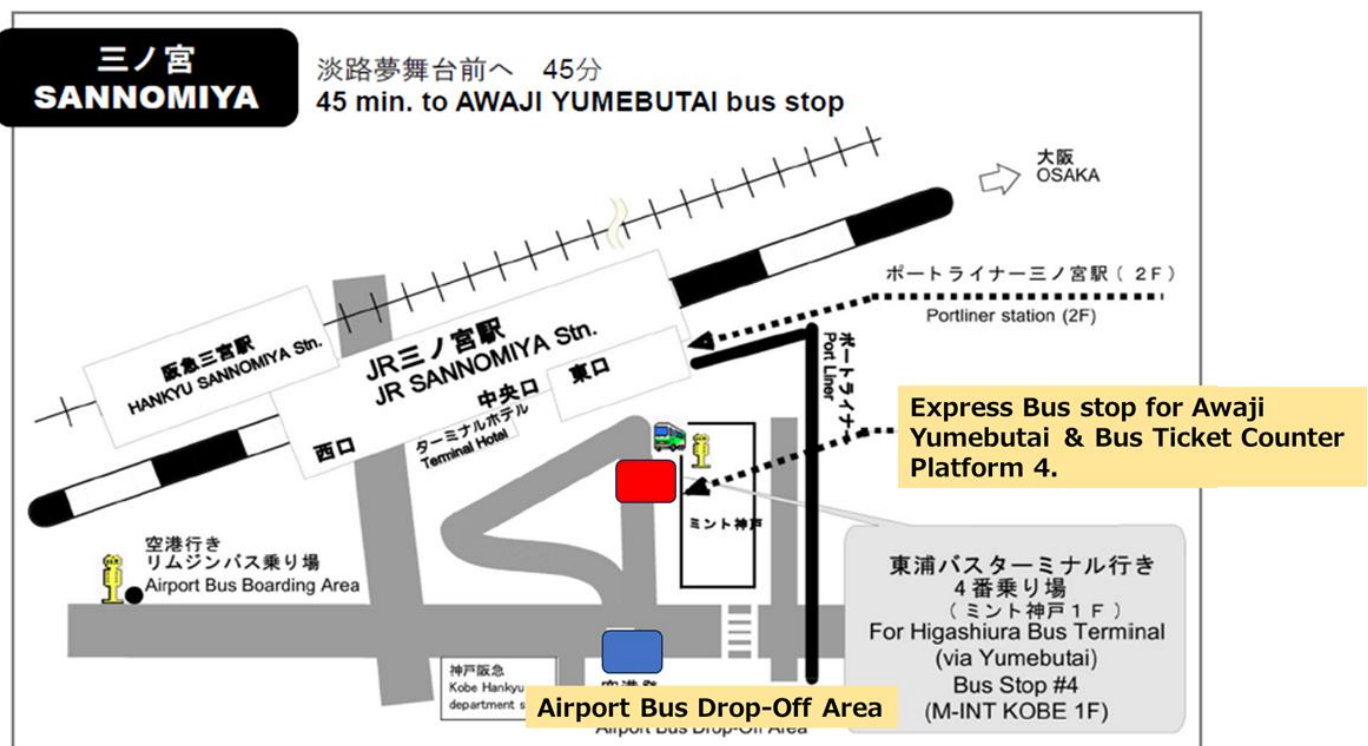 三ノ宮
SANNOMIYA
淡路夢舞台前へ 45分
45 min. to AWAJI YUMEBUTAI bus stop
大阪
OSAKA
ポートライナー三ノ宮駅（２Ｆ）
Portliner station (2F)
阪急三宮駅
HANKYU SANNOMIYA Stn.
JR三ノ宮駅
JR SANNOMIYA Stn.
中央口
東口
西口
ターミナルホテル
Terminal Hotel
ポートライナー
Port Liner
Express Bus stop for Awaji
Yumebutai & Bus Ticket Counter
Platform 4.
ミント神戸
空港行き
リムジンバス乗り場
Airport Bus Boarding Area
東浦バスターミナル行き
４番乗り場
（ミント神戸１Ｆ）
For Higashiura Bus Terminal
(via Yumebutai)
Bus Stop #4
(M-INT KOBE 1F)
神戸阪急
Kobe Hankyu
department s
Airport Bus Drop-Off Area
Airport Bus Drop-Off Area